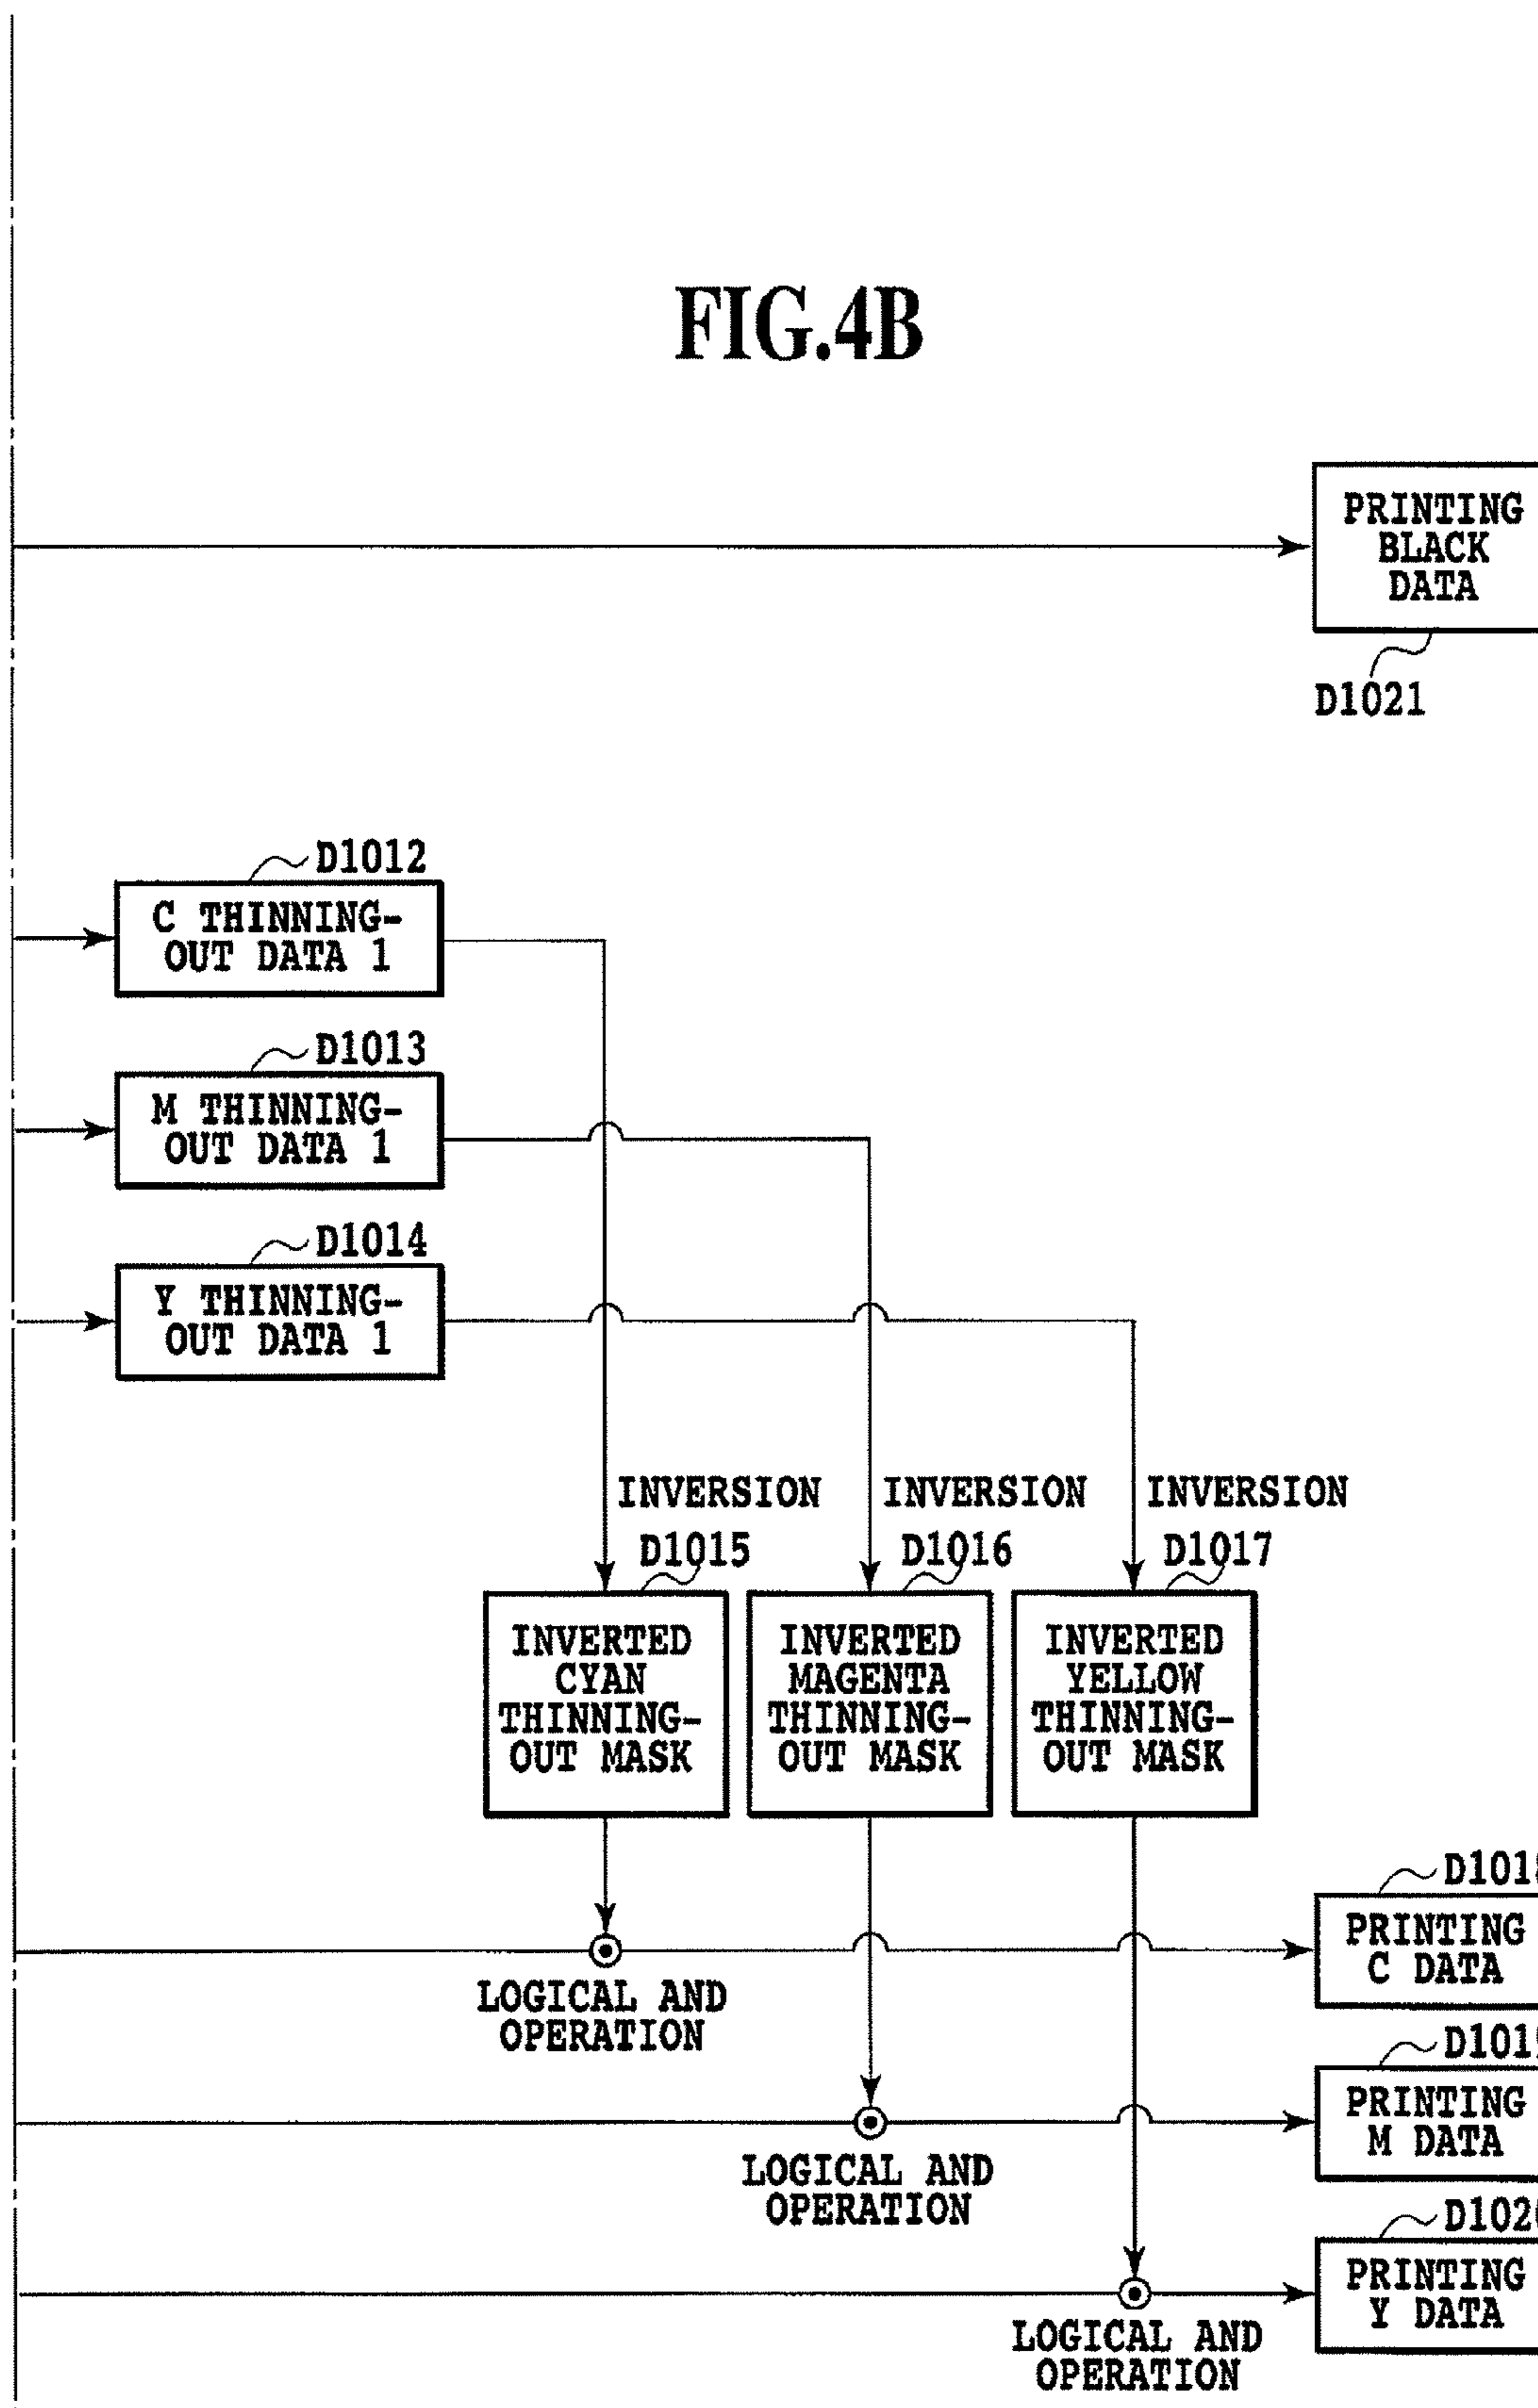 FIG.4B
PRINTING
BLACK
DATA
D1021
D1012
C THINNING-
OUT DATA 1
D1013
M THINNING-
OUT DATA 1
D1014
Y THINNING-
OUT DATA 1
INVERSION
INVERSION
INVERSION
D1015
D1016
D1017
INVERTED
CYAN
THINNING-
OUT MASK
INVERTED
MAGENTA
THINNING-
OUT MASK
INVERTED
YELLOW
THINNING-
OUT MASK
D1018
PRINTING
C DATA
LOGICAL AND
OPERATION
D1019
PRINTING
M DATA
LOGICAL AND
OPERATION
D1020
PRINTING
Y DATA
LOGICAL AND
OPERATION